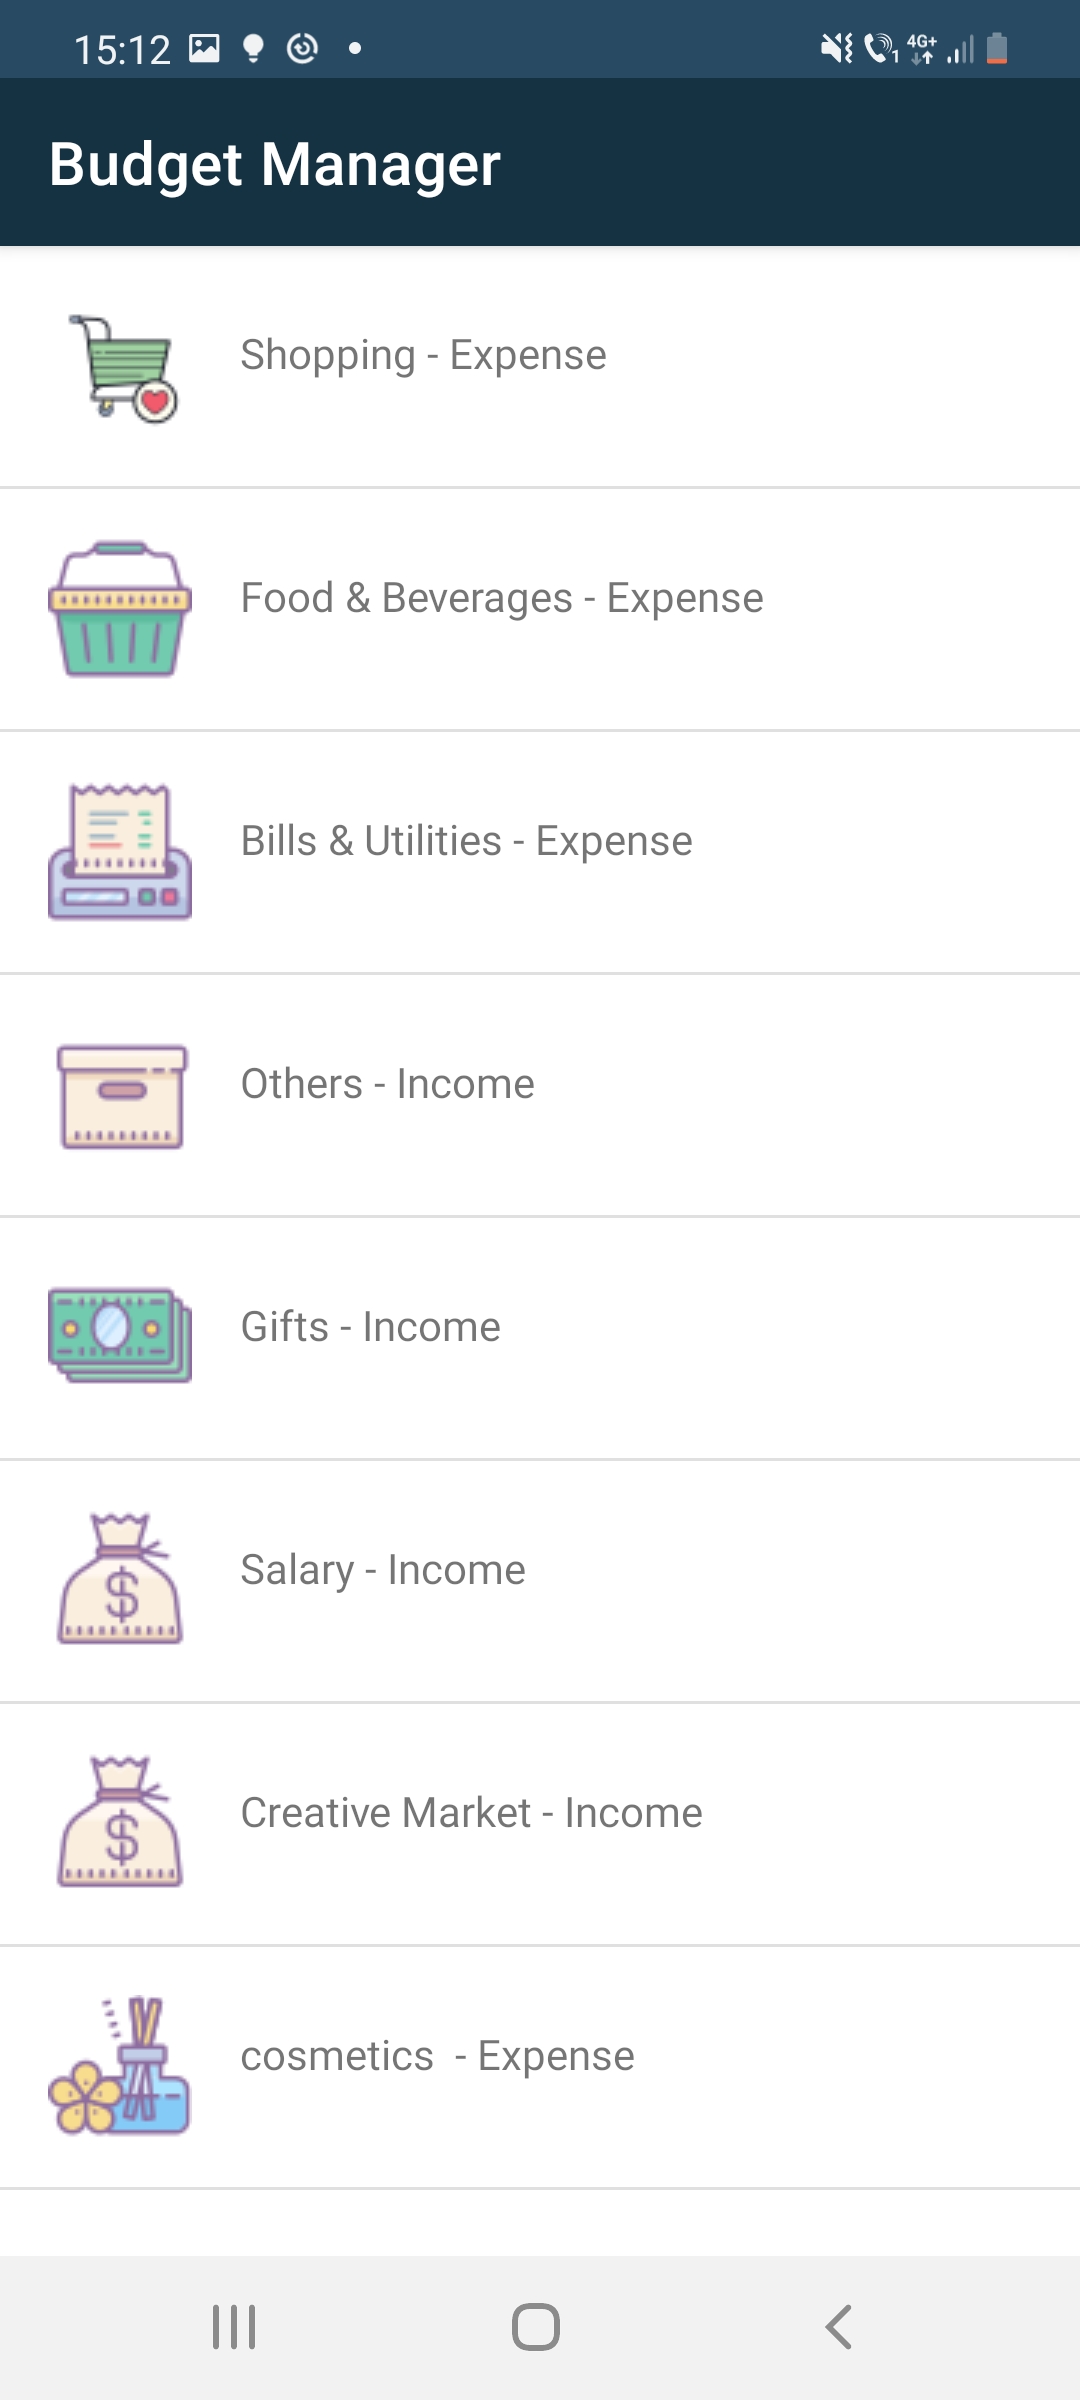 15:12
4G+
1
Budget Manager
Shopping - Expense
Food & Beverages - Expense
Bills & Utilities - Expense
Others - Income
Gifts - Income
$
Salary - Income
$
Creative Market - Income
cosmetics  - Expense